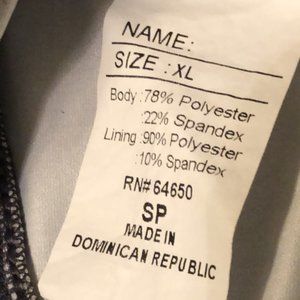 NAME:
SIZE : XL
Body :78% Polyester
:22% Spandex
Lining :90% Polyester
:10% Spandex
RN# 64650
SP
MADE IN
DOMINICAN REPUBLIC